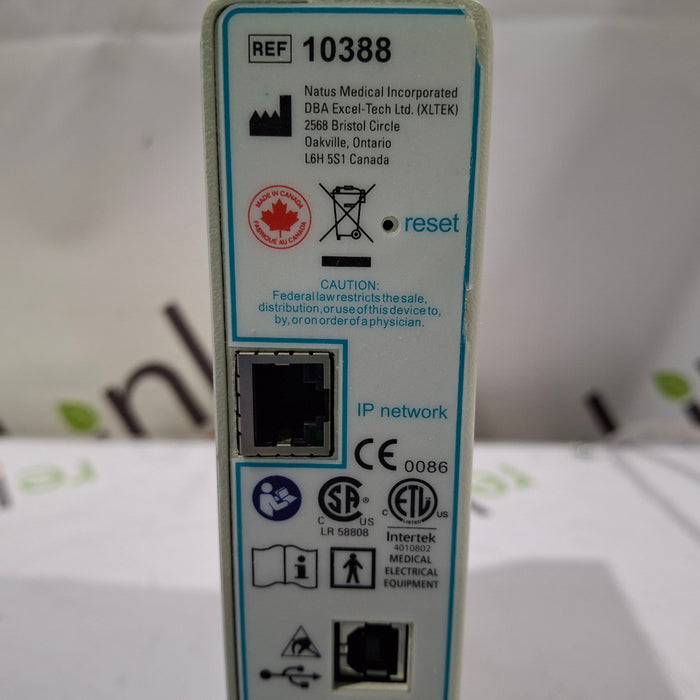 REF 10388
Natus Medical Incorporated
DBA Excel-Tech Ltd. (XLTEK)
2568 Bristol Circle
Oakville, Ontario
L6H 5S1 Canada
MADE IN CANADA
FABRIQUÉ AU CANADA
reset
CAUTION:
Federal law restricts the sale,
distribution, or use of this device to,
by, or on order of a physician.
IP network
CE 0086
SA
C US
LR 58808
ETL
LISTED
C US
Intertek
4010802
MEDICAL
ELECTRICAL
EQUIPMENT